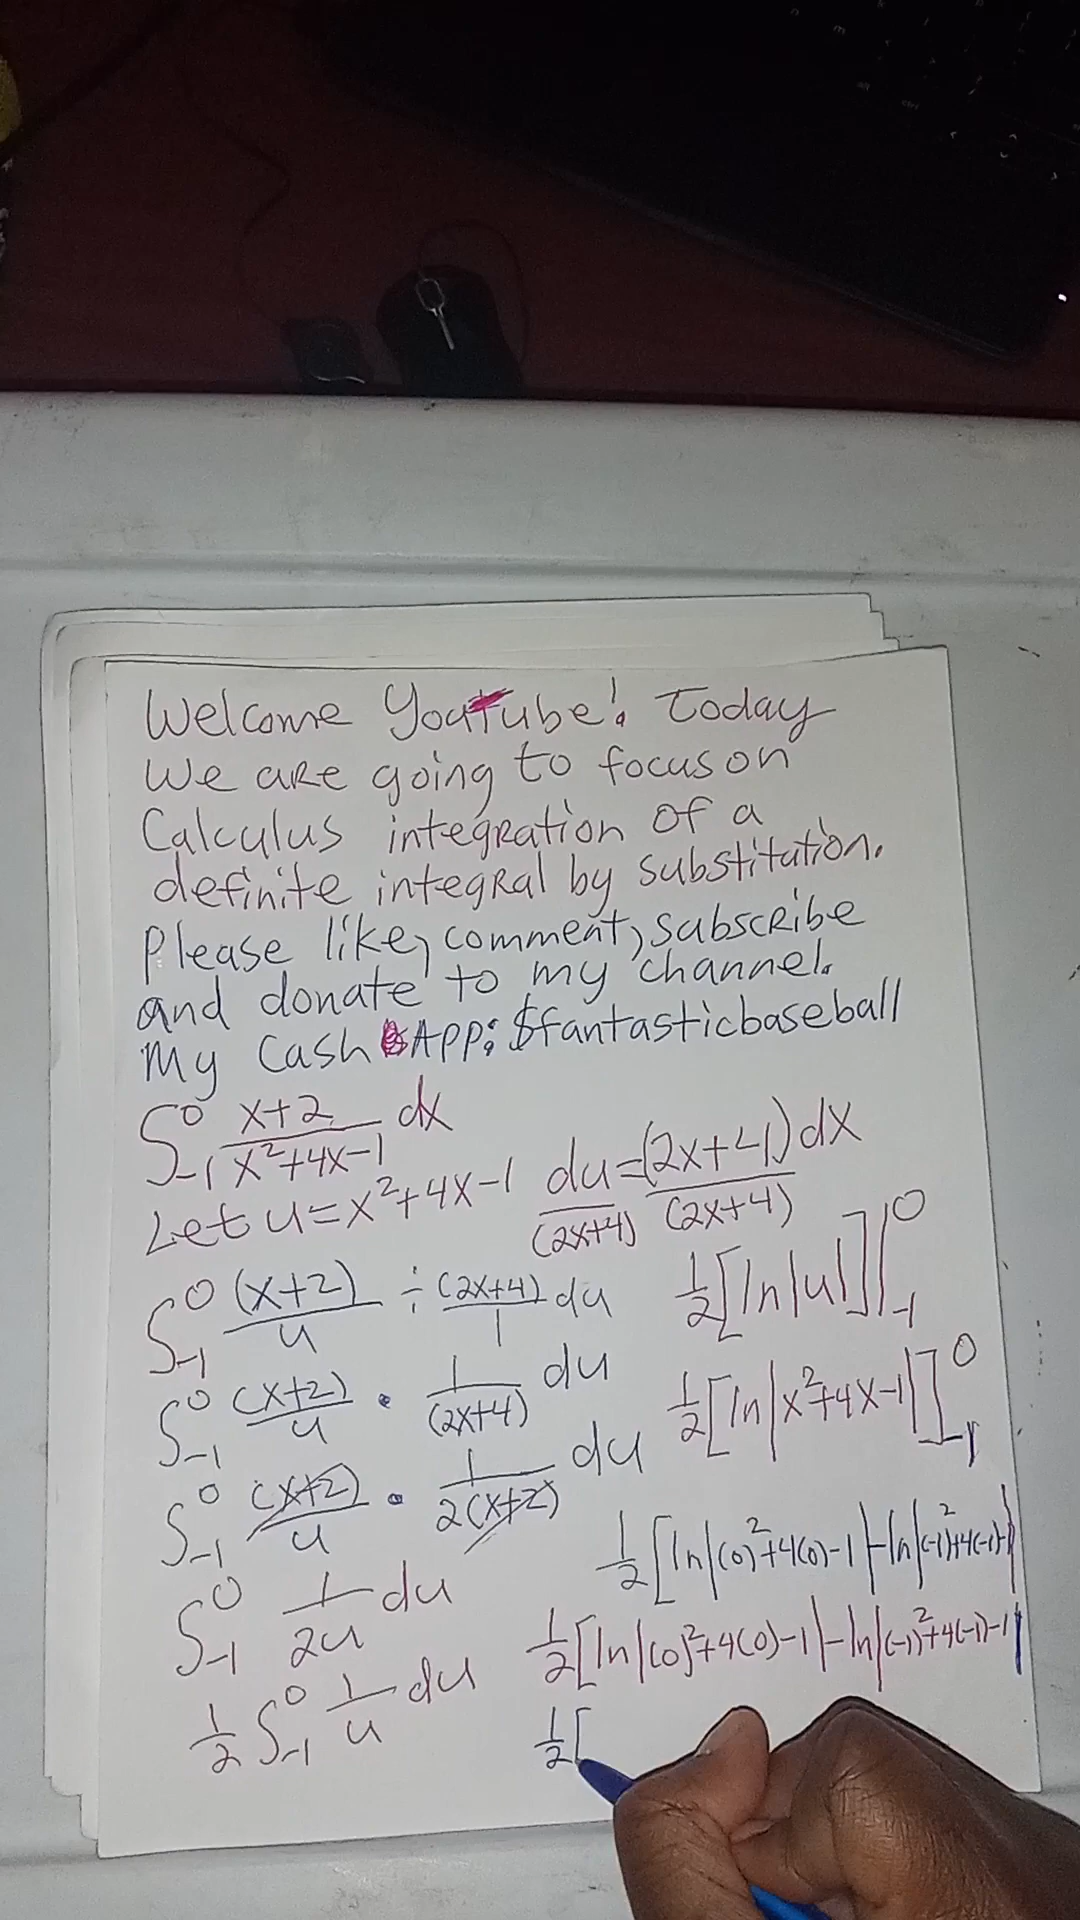 Welcome YouTube! Today
We are going to focus on
Calculus integration of a
definite integral by substitution.
Please like, comment, subscribe
and donate to my channel.
My Cash App: $fantasticbaseball
∫₋₁⁰ (x+2)/(x²+4x-1) dx
Let u=x²+4x-1 du/(2x+4) = (2x+4)dx/(2x+4)
∫₋₁⁰ (x+2)/u ÷ (2x+4)/1 du
∫₋₁⁰ (x+2)/u · 1/(2x+4) du
∫₋₁⁰ (x+2)/u · 1/2(x+2) du
∫₋₁⁰ 1/2u du
1/2 ∫₋₁⁰ 1/u du
1/2[ln|u|]|₋₁⁰
1/2[ln|x²+4x-1|]₋₁⁰
1/2[ln|(0)²+4(0)-1|-ln|(-1)²+4(-1)-1|
1/2[ln|(0)²+4(0)-1|-ln|(-1)²+4(-1)-1|
1/2[